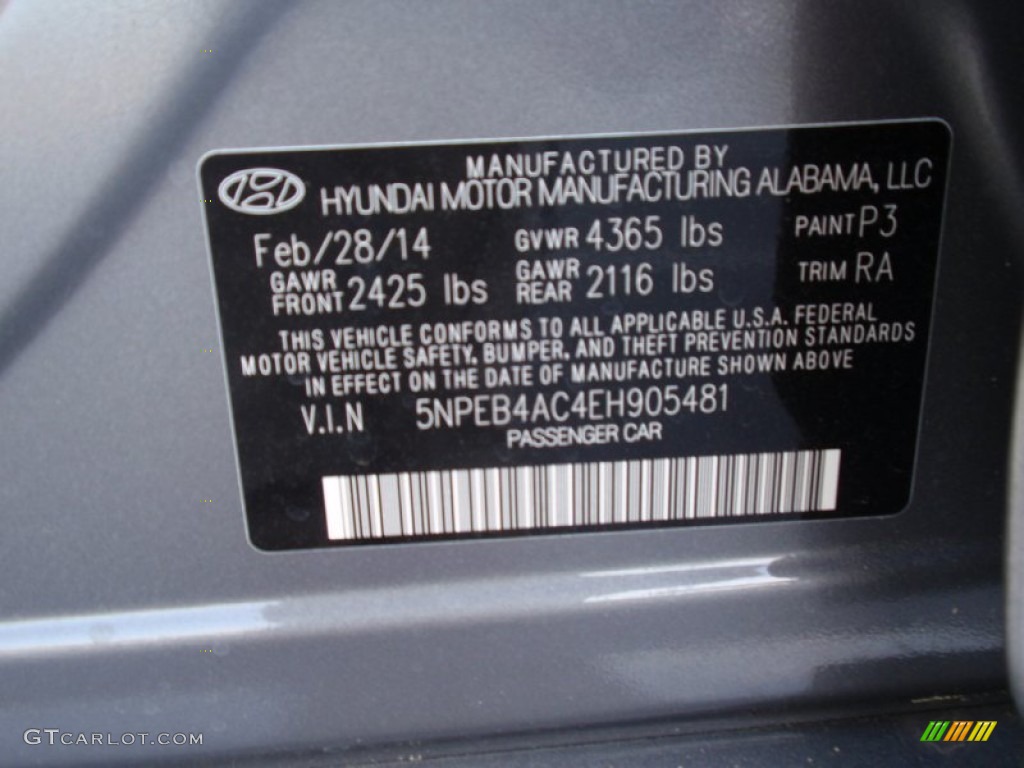 MANUFACTURED BY
HYUNDAI MOTOR MANUFACTURING ALABAMA, LLC
Feb/28/14 GVWR 4365 lbs PAINT P3
GAWR FRONT 2425 lbs GAWR REAR 2116 lbs TRIM RA
THIS VEHICLE CONFORMS TO ALL APPLICABLE U.S.A. FEDERAL
MOTOR VEHICLE SAFETY, BUMPER, AND THEFT PREVENTION STANDARDS
IN EFFECT ON THE DATE OF MANUFACTURE SHOWN ABOVE
V.I.N 5NPEB4AC4EH905481
PASSENGER CAR
GTCARLOT.COM